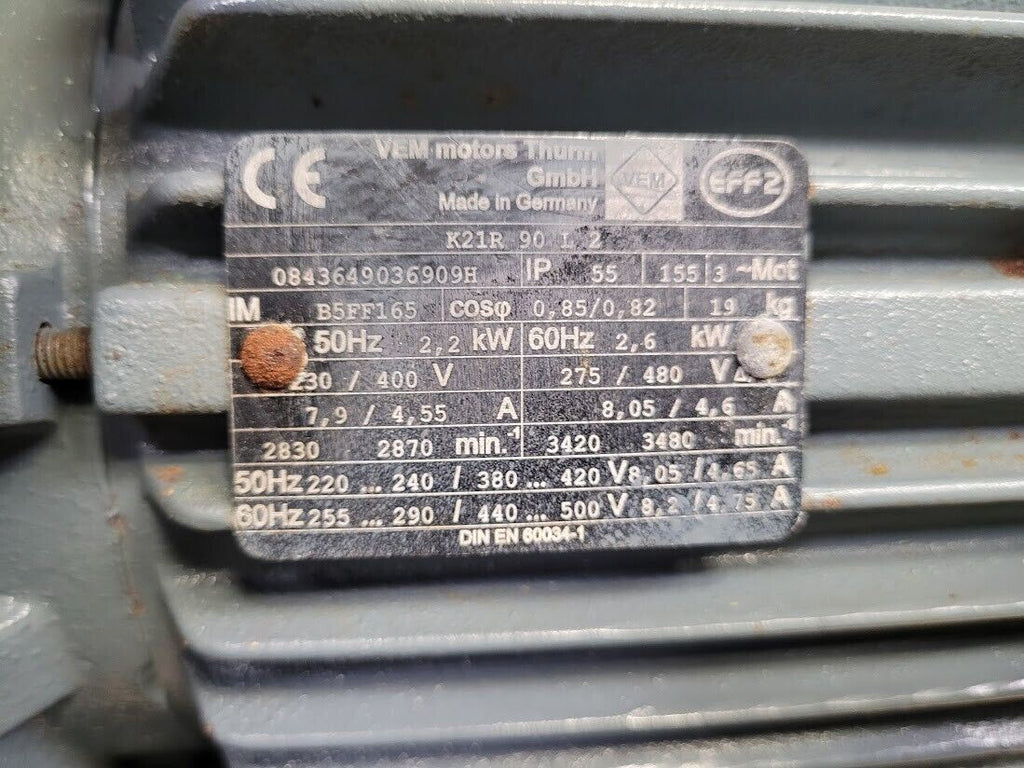 CE VEM motors Thurm
GmbH VEM EFF2
Made in Germany
K21R 90 L 2
0843649036909H IP 55 155 3 ~Mot
IM B5FF165 cosφ 0,85/0,82 19 kg
50Hz 2,2 kW 60Hz 2,6 kW
230 / 400 V 275 / 480 V
7,9 / 4,55 A 8,05 / 4,6 A
2830 2870 min.-1 3420 3480 min.-1
50Hz 220 ... 240 / 380 ... 420 V 8,05 / 4,65 A
60Hz 255 ... 290 / 440 ... 500 V 8,2 / 4,75 A
DIN EN 60034-1